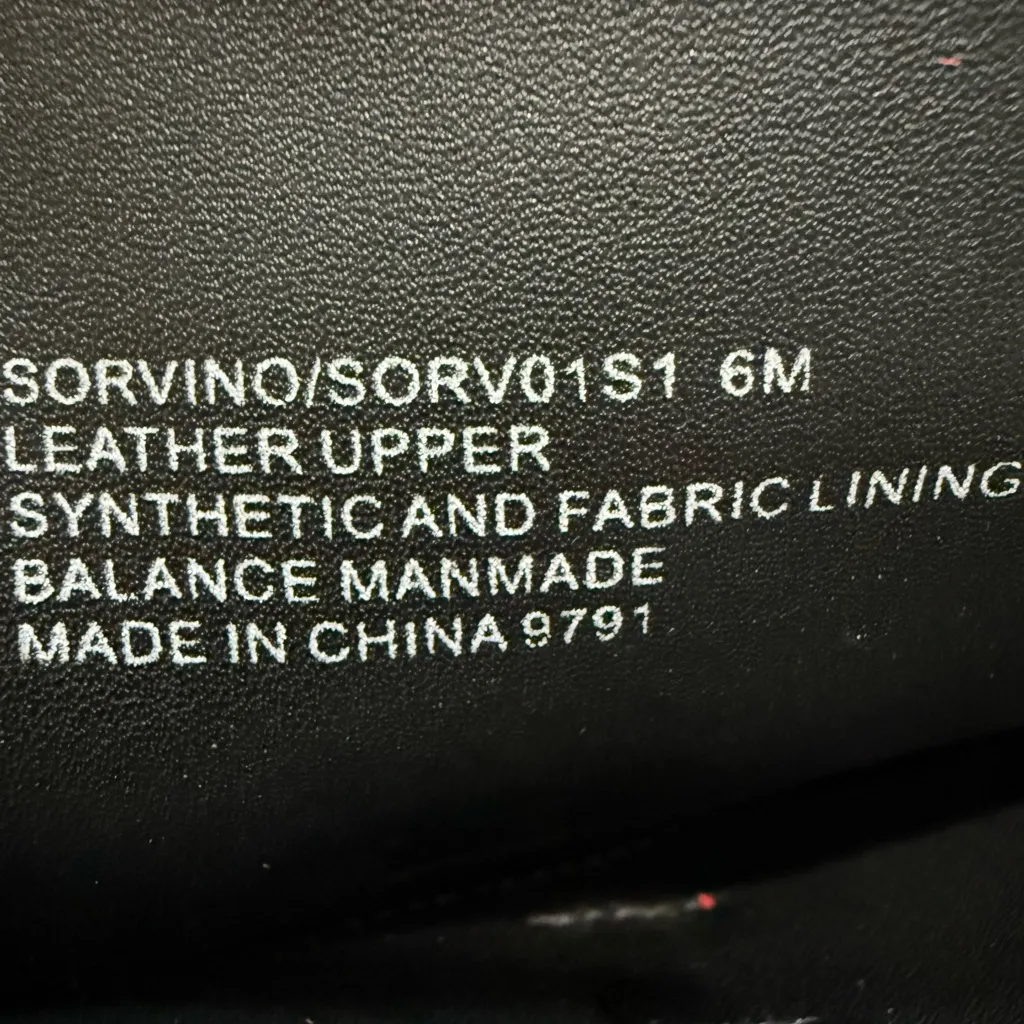 SORVINO/SORV01S1 6M
LEATHER UPPER
SYNTHETIC AND FABRIC LINING
BALANCE MANMADE
MADE IN CHINA 9791